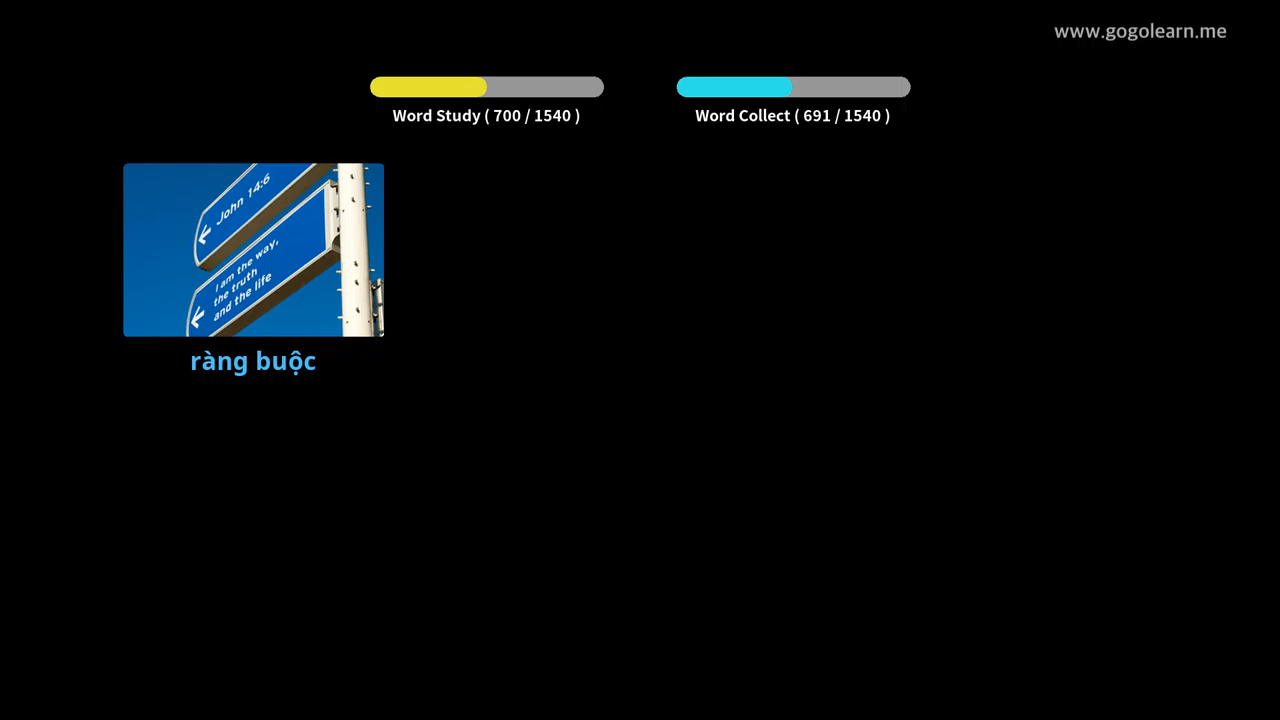 www.gogolearn.me
Word Study ( 700 / 1540 )
Word Collect ( 691 / 1540 )
John 14:6
I am the way,
the truth
and the life
ràng buộc